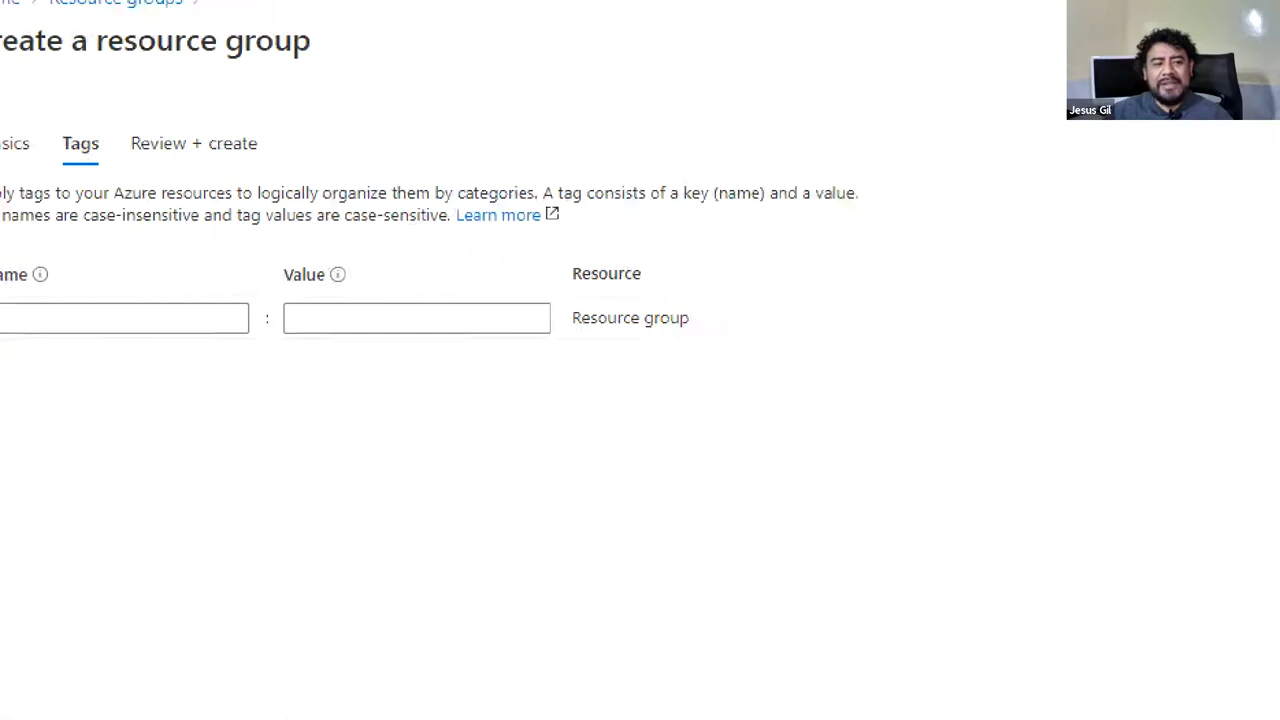 Resource groups
reate a resource group
Jesus Gil
sics
Tags
Review + create
ly tags to your Azure resources to logically organize them by categories. A tag consists of a key (name) and a value.
names are case-insensitive and tag values are case-sensitive. Learn more
ame
Value
Resource
:
Resource group